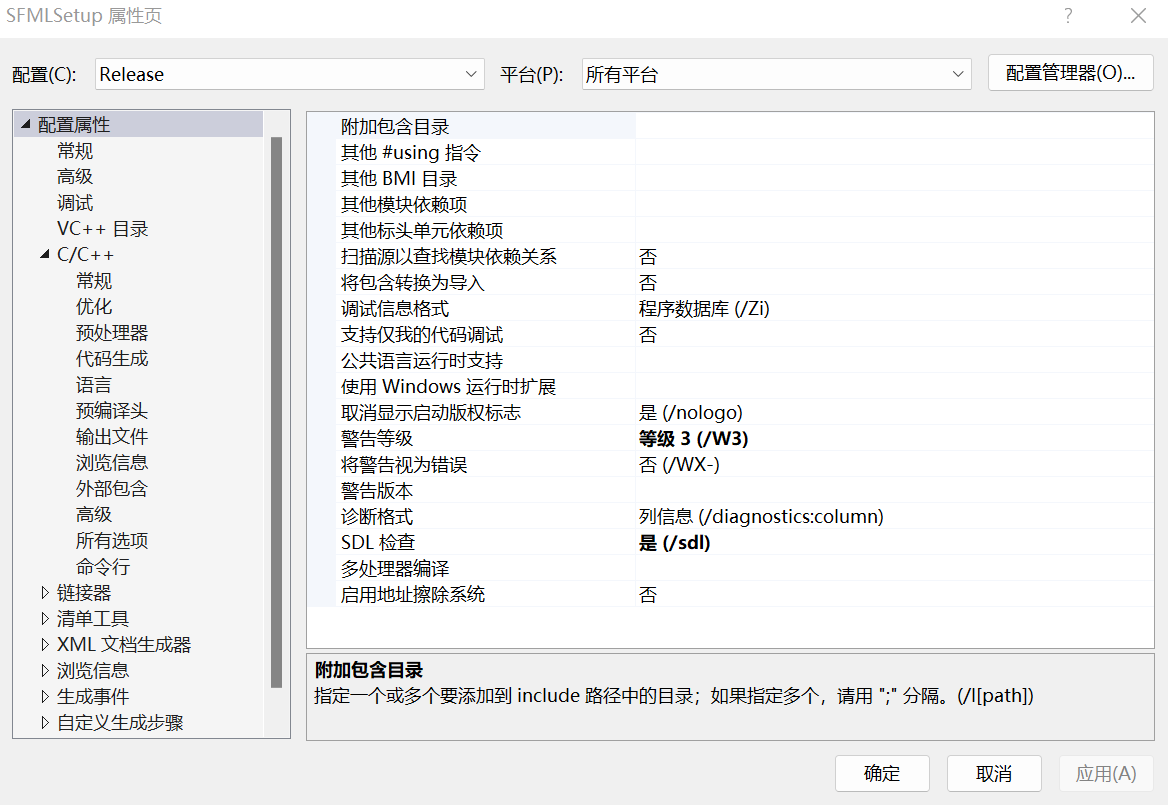 SFMLSetup 属性页
配置(C): Release 平台(P): 所有平台 配置管理器(O)...
配置属性
常规
高级
调试
VC++ 目录
C/C++
常规
优化
预处理器
代码生成
语言
预编译头
输出文件
浏览信息
外部包含
高级
所有选项
命令行
链接器
清单工具
XML 文档生成器
浏览信息
生成事件
自定义生成步骤
附加包含目录
其他 #using 指令
其他 BMI 目录
其他模块依赖项
其他标头单元依赖项
扫描源以查找模块依赖关系 否
将包含转换为导入 否
调试信息格式 程序数据库 (/Zi)
支持仅我的代码调试 否
公共语言运行时支持
使用 Windows 运行时扩展
取消显示启动版权标志 是 (/nologo)
警告等级 等级 3 (/W3)
将警告视为错误 否 (/WX-)
警告版本
诊断格式 列信息 (/diagnostics:column)
SDL 检查 是 (/sdl)
多处理器编译
启用地址擦除系统 否
附加包含目录
指定一个或多个要添加到 include 路径中的目录；如果指定多个，请用 ";" 分隔。(/I[path])
确定 取消 应用(A)